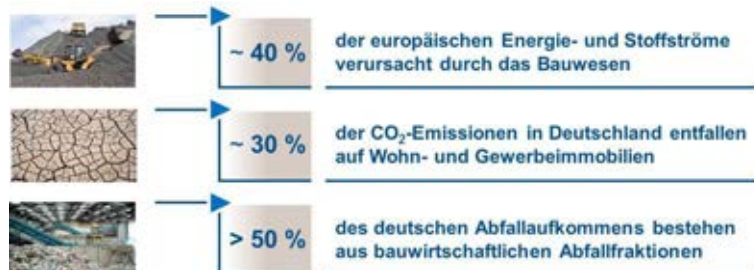 ~ 40 %
der europäischen Energie- und Stoffströme
verursacht durch das Bauwesen
~ 30 %
der CO₂-Emissionen in Deutschland entfallen
auf Wohn- und Gewerbeimmobilien
> 50 %
des deutschen Abfallaufkommens bestehen
aus bauwirtschaftlichen Abfallfraktionen